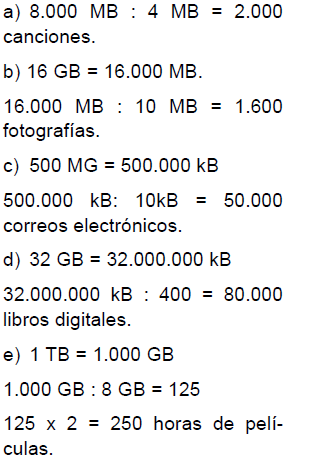 a) 8.000 MB : 4 MB = 2.000
canciones.
b) 16 GB = 16.000 MB.
16.000 MB : 10 MB = 1.600
fotografías.
c) 500 MG = 500.000 kB
500.000 kB: 10kB = 50.000
correos electrónicos.
d) 32 GB = 32.000.000 kB
32.000.000 kB : 400 = 80.000
libros digitales.
e) 1 TB = 1.000 GB
1.000 GB : 8 GB = 125
125 x 2 = 250 horas de pelí-
culas.